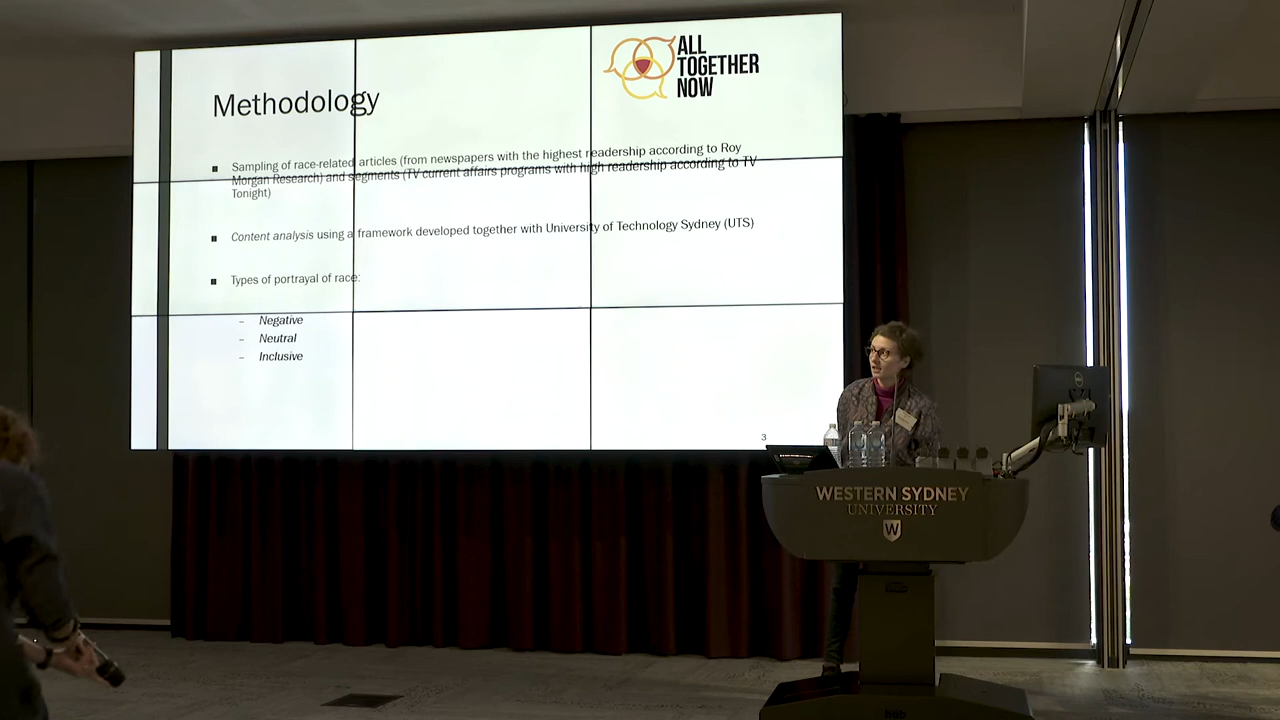 ALL
TOGETHER
NOW
Methodology
Sampling of race-related articles (from newspapers with the highest readership according to Roy
Morgan Research) and segments (TV current affairs programs with high readership according to TV
Tonight)
Content analysis using a framework developed together with University of Technology Sydney (UTS)
Types of portrayal of race:
– Negative
– Neutral
– Inclusive
3
DELL
WESTERN SYDNEY
UNIVERSITY
W